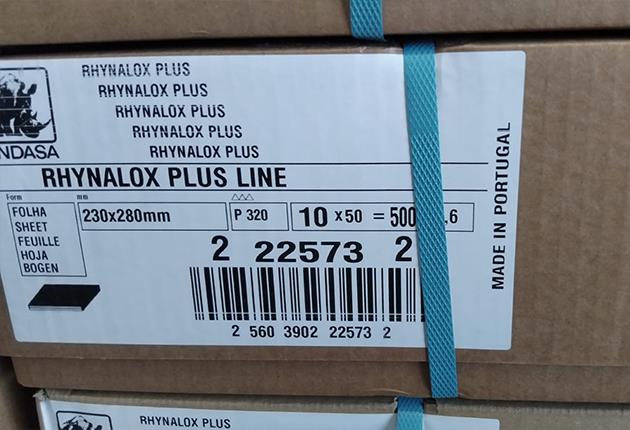 RHYNALOX PLUS
RHYNALOX PLUS
RHYNALOX PLUS
RHYNALOX PLUS
RHYNALOX PLUS
NDASA
RHYNALOX PLUS LINE
Form mm
FOLHA
SHEET
FEUILLE
HOJA
BOGEN
230x280mm
P 320
10 x50 = 500 .6
2 22573 2
2 560 3902 22573 2
MADE IN PORTUGAL
RHYNALOX PLUS